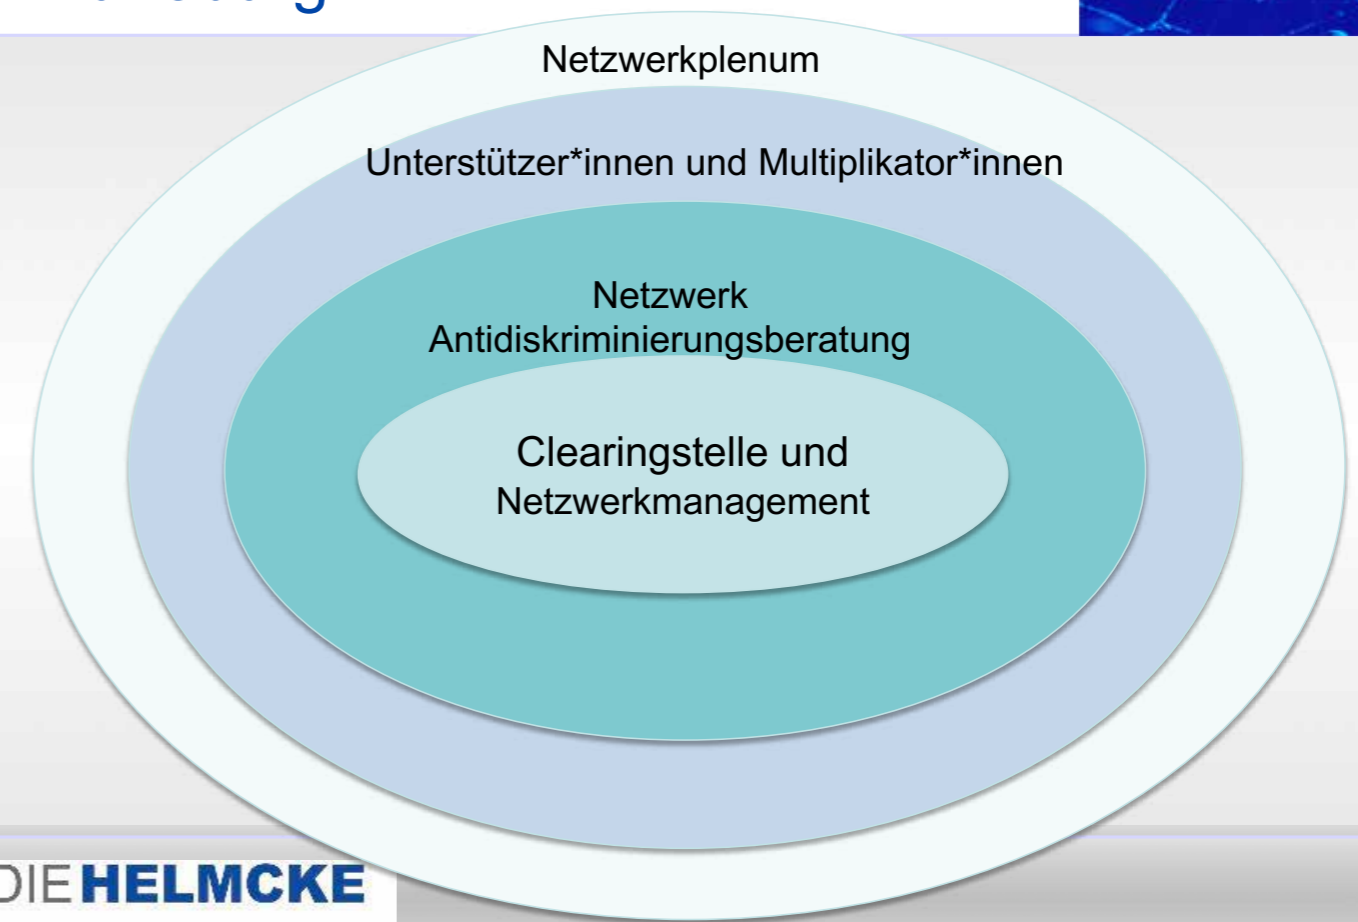 Netzwerkplenum
Unterstützer*innen und Multiplikator*innen
Netzwerk
Antidiskriminierungsberatung
Clearingstelle und
Netzwerkmanagement
DIE HELMCKE